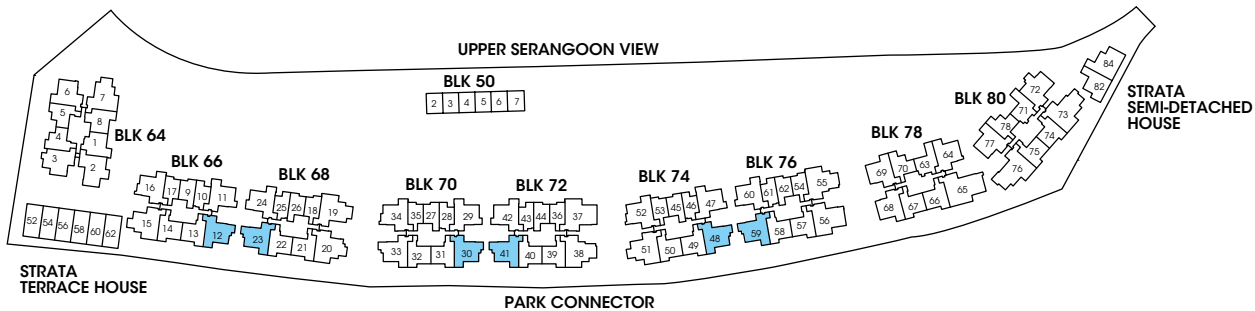 UPPER SERANGOON VIEW
BLK 50
2 3 4 5 6 7
BLK 64
6 7
5 8
4 1
3 2
BLK 66
16 17 9 10 11
15 14 13 12
BLK 68
24 25 26 18 19
23 22 21 20
BLK 70
34 35 27 28 29
33 32 31 30
BLK 72
42 43 44 36 37
41 40 39 38
BLK 74
52 53 45 46 47
51 50 49 48
BLK 76
60 61 62 54 55
59 58 57 56
BLK 78
69 70 63 64
68 67 66 65
BLK 80
72
71 73
78 74
77 75
76
84
82
STRATA
SEMI-DETACHED
HOUSE
52 54 56 58 60 62
STRATA
TERRACE HOUSE
PARK CONNECTOR